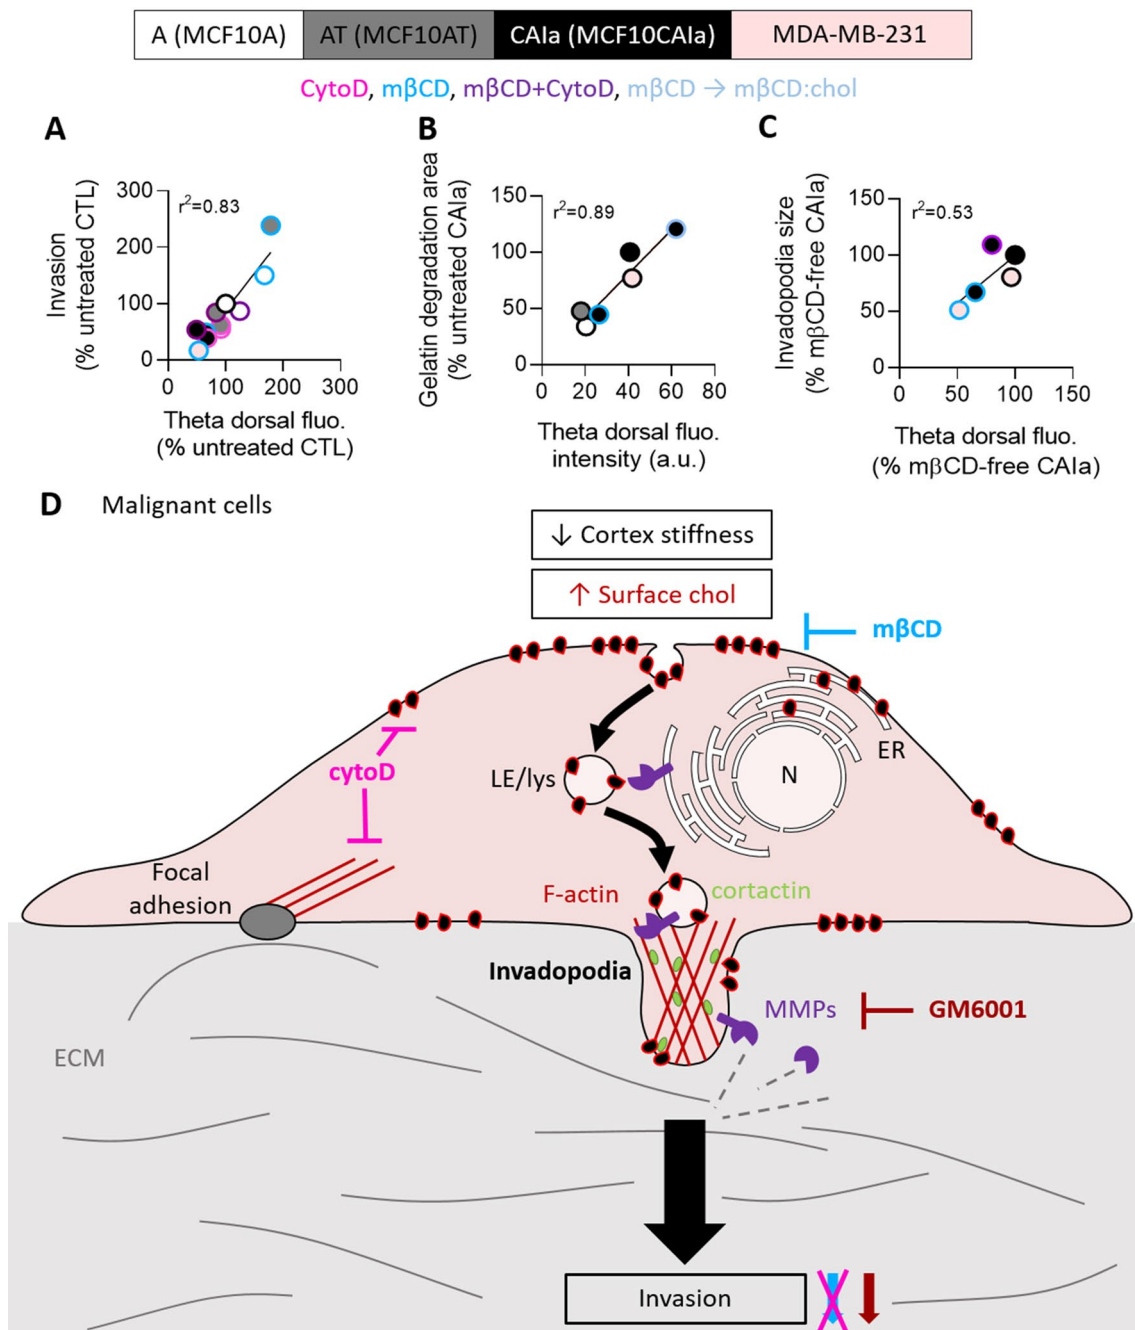 A (MCF10A) AT (MCF10AT) CAIa (MCF10CAIa) MDA-MB-231
CytoD, mβCD, mβCD+CytoD, mβCD → mβCD:chol
A
Invasion
(% untreated CTL)
300
200
100
0
r²=0.83
0 100 200 300
Theta dorsal fluo.
(% untreated CTL)
B
Gelatin degradation area
(% untreated CAIa)
150
100
50
0
r²=0.89
0 20 40 60 80
Theta dorsal fluo.
intensity (a.u.)
C
Invadopodia size
(% mβCD-free CAIa)
150
100
50
0
r²=0.53
0 50 100 150
Theta dorsal fluo.
(% mβCD-free CAIa)
D Malignant cells
↓ Cortex stiffness
↑ Surface chol
mβCD
ER
N
LE/lys
cytoD
Focal
adhesion
F-actin
cortactin
Invadopodia
MMPs
GM6001
ECM
Invasion